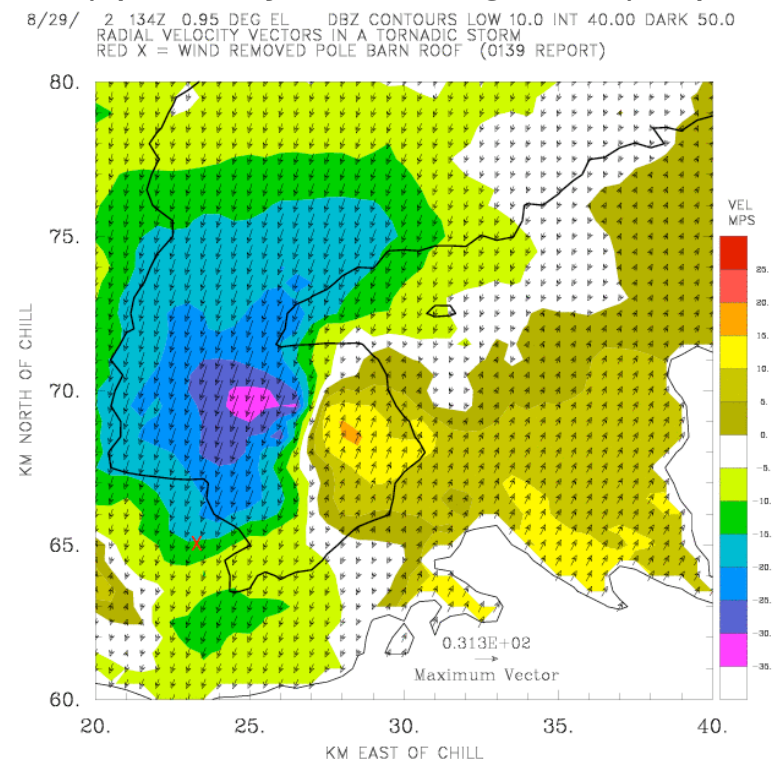 8/29/ 2 134Z 0.95 DEG EL DBZ CONTOURS LOW 10.0 INT 40.00 DARK 50.0
RADIAL VELOCITY VECTORS IN A TORNADIC STORM
RED X = WIND REMOVED POLE BARN ROOF (0139 REPORT)
80.
75.
70.
65.
60.
KM NORTH OF CHILL
X
0.313E+02
Maximum Vector
20.
25.
30.
35.
40.
KM EAST OF CHILL
VEL
MPS
25.
20.
15.
10.
5.
0.
-5.
-10.
-15.
-20.
-25.
-30.
-35.